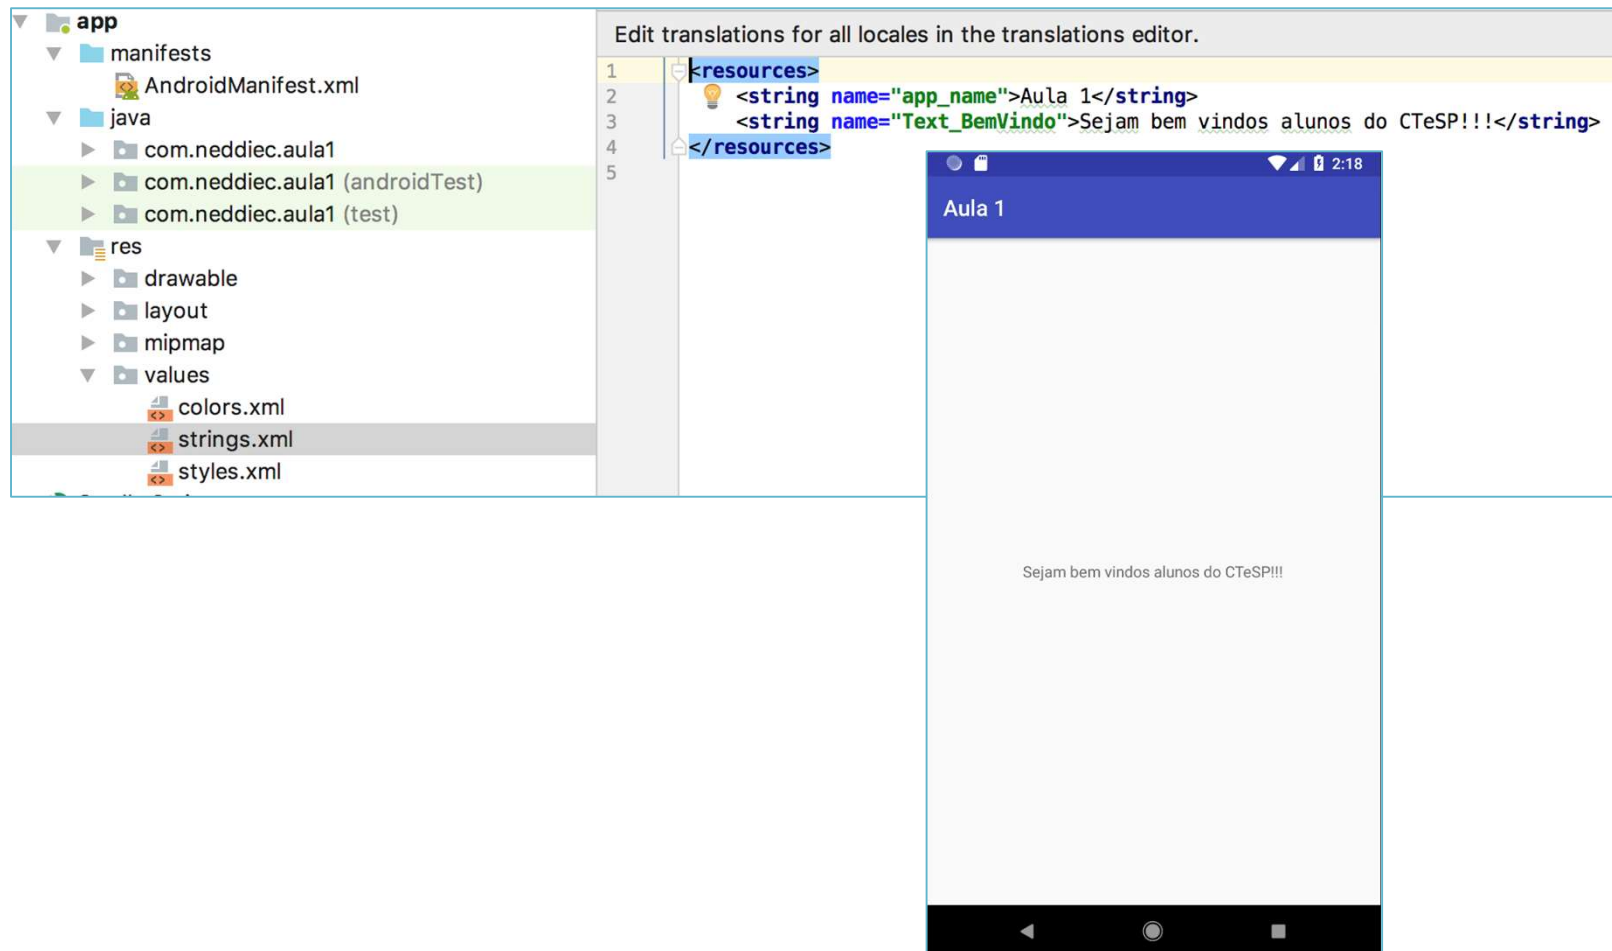 app
manifests
AndroidManifest.xml
java
com.neddiec.aula1
com.neddiec.aula1 (androidTest)
com.neddiec.aula1 (test)
res
drawable
layout
mipmap
values
colors.xml
strings.xml
styles.xml
Edit translations for all locales in the translations editor.
1 <resources>
2 <string name="app_name">Aula 1</string>
3 <string name="Text_BemVindo">Sejam bem vindos alunos do CTeSP!!!</string>
4 </resources>
5
2:18
Aula 1
Sejam bem vindos alunos do CTeSP!!!